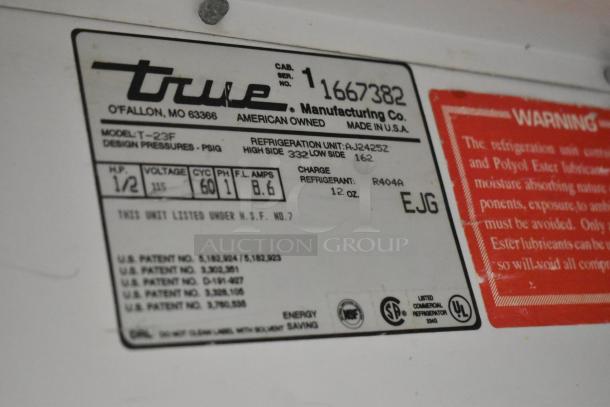 true
CAB. SER. NO. 1 1667382
Manufacturing Co.
O'FALLON, MO 63366 AMERICAN OWNED MADE IN U.S.A.
MODEL: T-23F REFRIGERATION UNIT: AJ2425Z
DESIGN PRESSURES - PSIG HIGH SIDE 332 LOW SIDE 162
H.P. VOLTAGE CYC PH F.L. AMPS CHARGE
1/2 115 60 1 8.6 REFRIGERANT: 12 OZ. R404A
EJG
THIS UNIT LISTED UNDER N.S.F. NO.7
PCI
AUCTION GROUP
U.S. PATENT NO. 5,182,924 / 5,182,923
U.S. PATENT NO. 3,302,351
U.S. PATENT NO. D-191-927
U.S. PATENT NO. 3,328,105
U.S. PATENT NO. 3,760,535
DO NOT CLEAN LABEL WITH SOLVENT
ENERGY SAVING
NSF
SA
LISTED COMMERCIAL REFRIGERATOR
UL
WARNING
The refrigeration unit
and Polyol Ester lubrican
moisture absorbing nature
ponents, exposure to
must be avoided. Only
Ester lubricants can be
so will void all